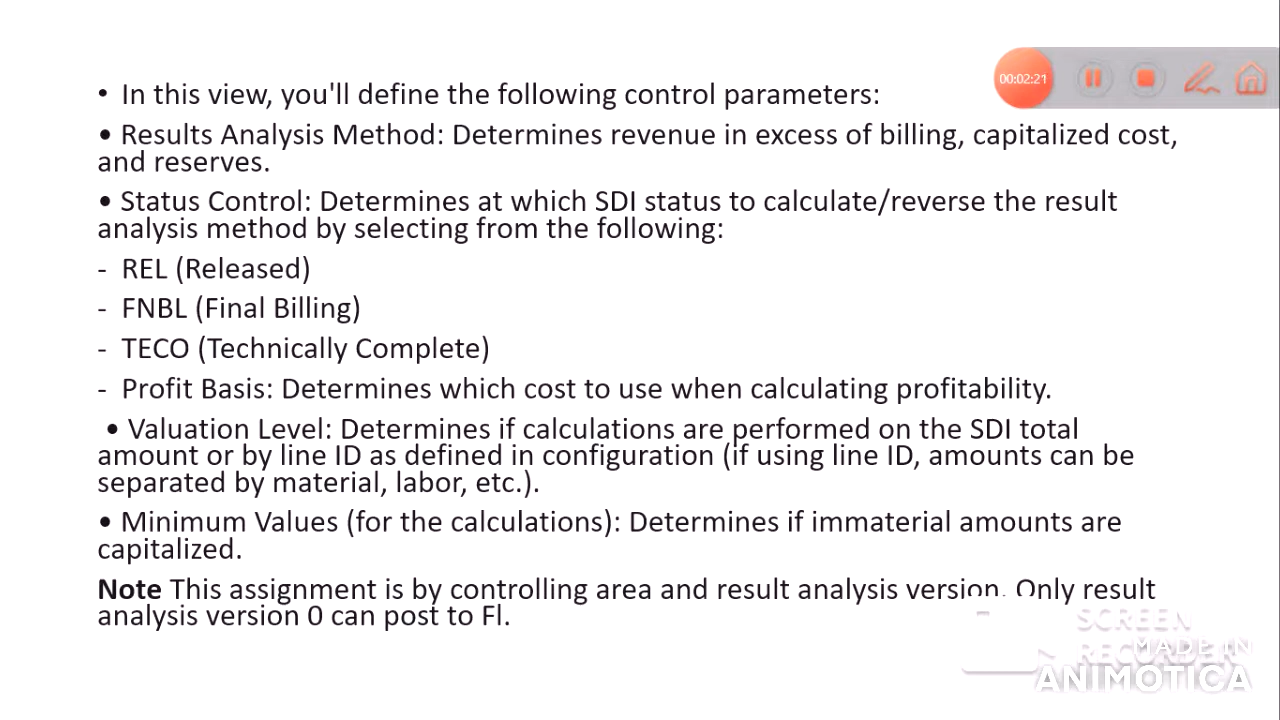 • In this view, you'll define the following control parameters:
00:02:21
• Results Analysis Method: Determines revenue in excess of billing, capitalized cost,
and reserves.
• Status Control: Determines at which SDI status to calculate/reverse the result
analysis method by selecting from the following:
- REL (Released)
- FNBL (Final Billing)
- TECO (Technically Complete)
- Profit Basis: Determines which cost to use when calculating profitability.
• Valuation Level: Determines if calculations are performed on the SDI total
amount or by line ID as defined in configuration (if using line ID, amounts can be
separated by material, labor, etc.).
• Minimum Values (for the calculations): Determines if immaterial amounts are
capitalized.
Note This assignment is by controlling area and result analysis version. Only result
analysis version 0 can post to Fl.
SCREEN
RECORDER
MADE IN
ANIMOTICA